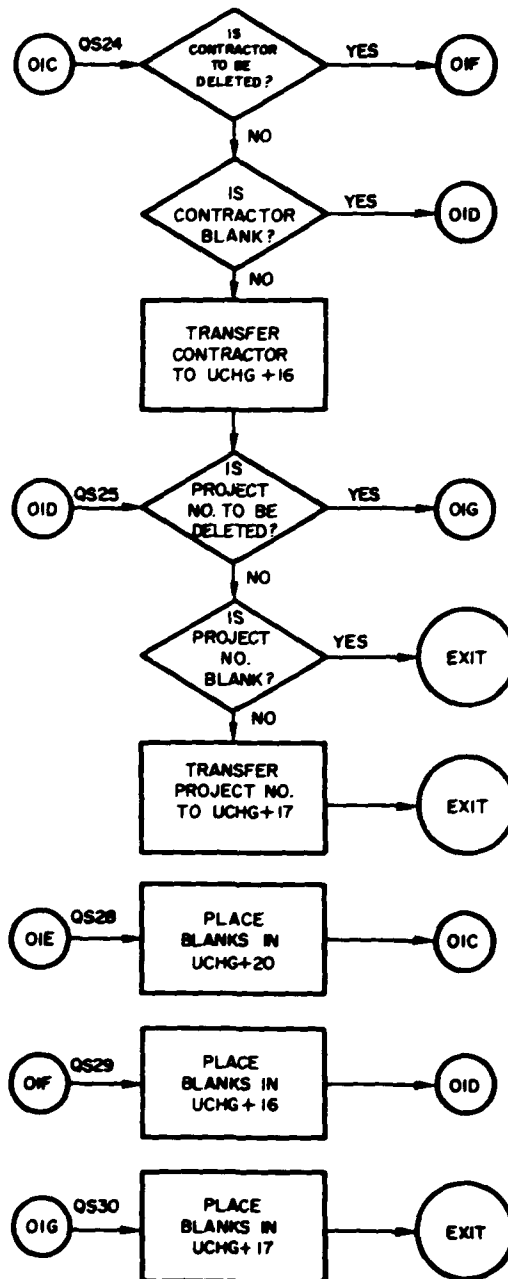 OIC
QS24
IS
CONTRACTOR
TO BE
DELETED?
YES
OIF
NO
IS
CONTRACTOR
BLANK?
YES
OID
NO
TRANSFER
CONTRACTOR
TO UCHG +16
OID
QS25
IS
PROJECT
NO. TO BE
DELETED?
YES
OIG
NO
IS
PROJECT
NO.
BLANK?
YES
EXIT
NO
TRANSFER
PROJECT NO.
TO UCHG+17
EXIT
OIE
QS28
PLACE
BLANKS IN
UCHG+20
OIC
OIF
QS29
PLACE
BLANKS IN
UCHG+16
OID
OIG
QS30
PLACE
BLANKS IN
UCHG+17
EXIT